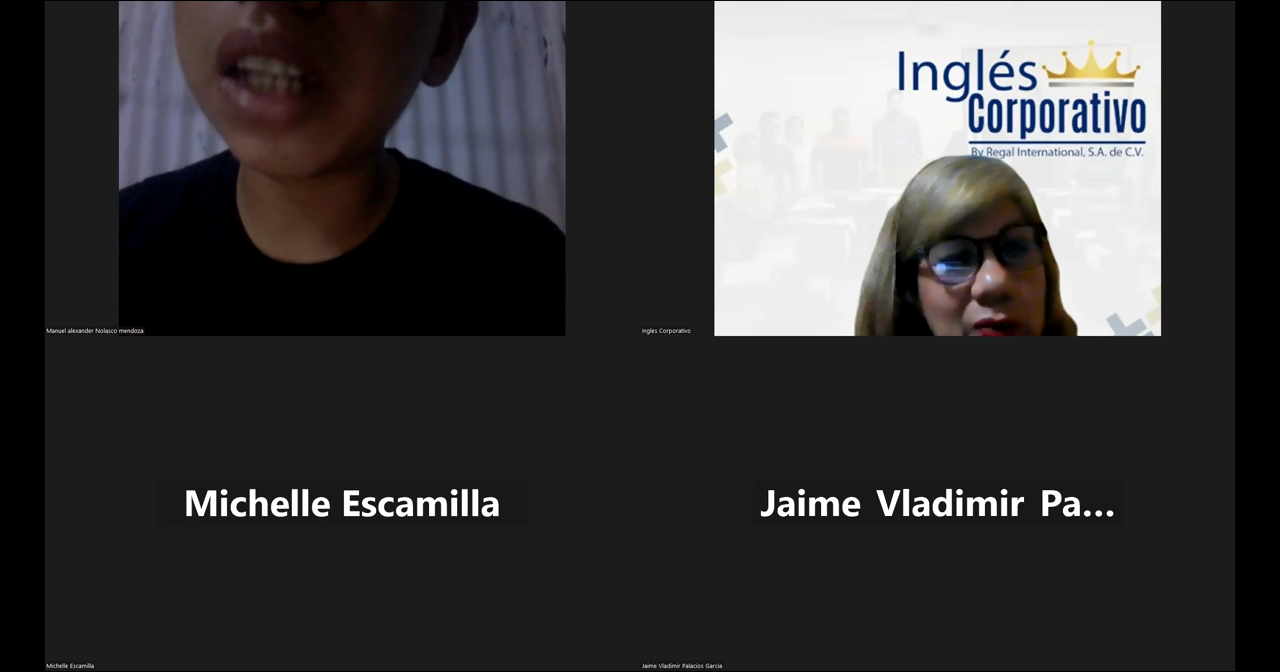 Inglés
Corporativo
By Regal International, S.A. de C.V.
Manuel alexander Nolasco mendoza
Ingles Corporativo
Michelle Escamilla
Jaime Vladimir Pa...
Michelle Escamilla
Jaime Vladimir Palacios Garcia